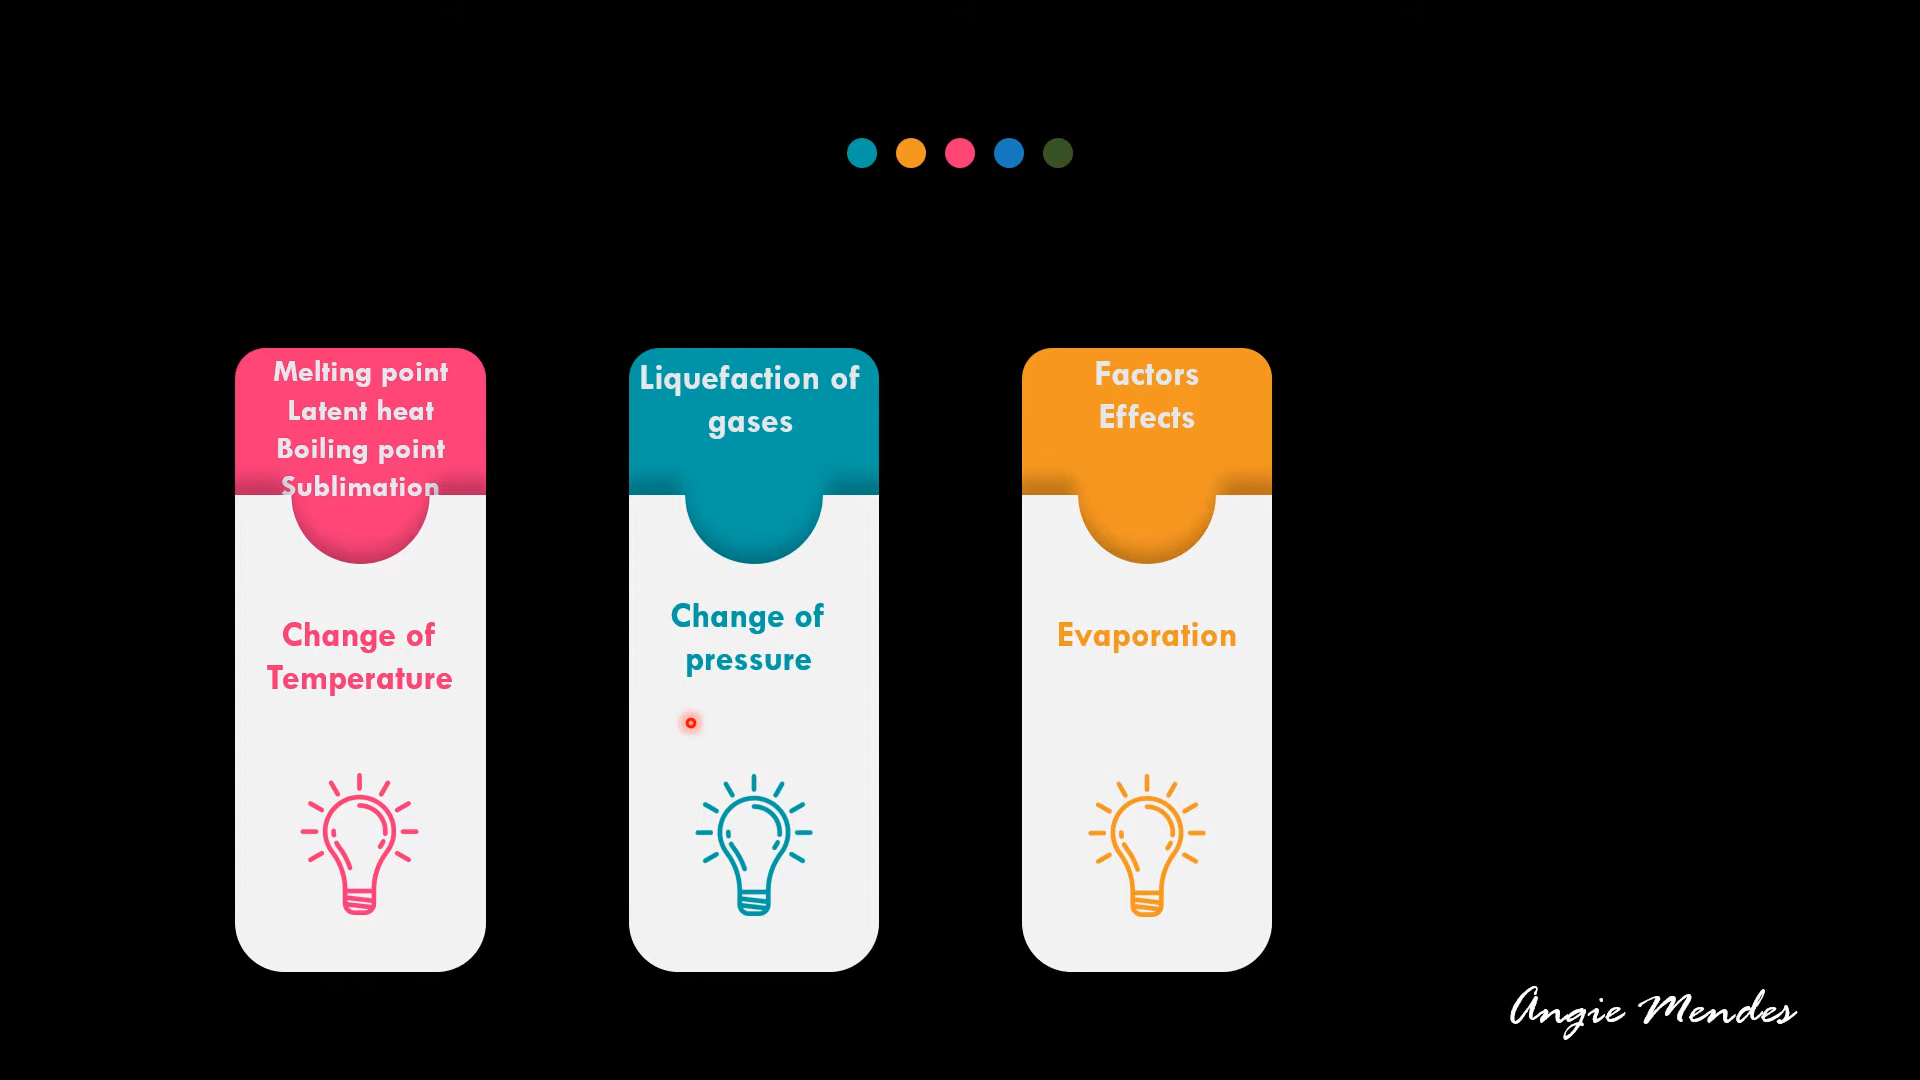 Melting point
Latent heat
Boiling point
Sublimation
Change of
Temperature
Liquefaction of
gases
Change of
pressure
Factors
Effects
Evaporation
Angie Mendes